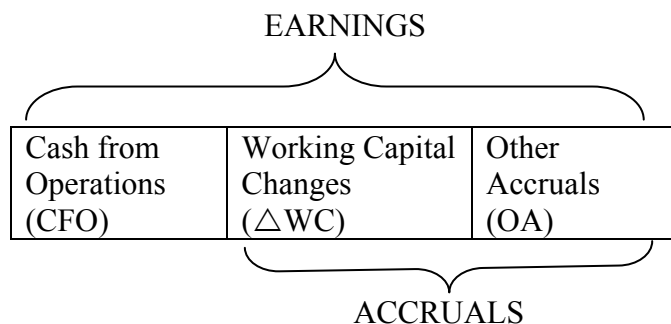 EARNINGS
Cash from
Operations
(CFO)
Working Capital
Changes
(△WC)
Other
Accruals
(OA)
ACCRUALS